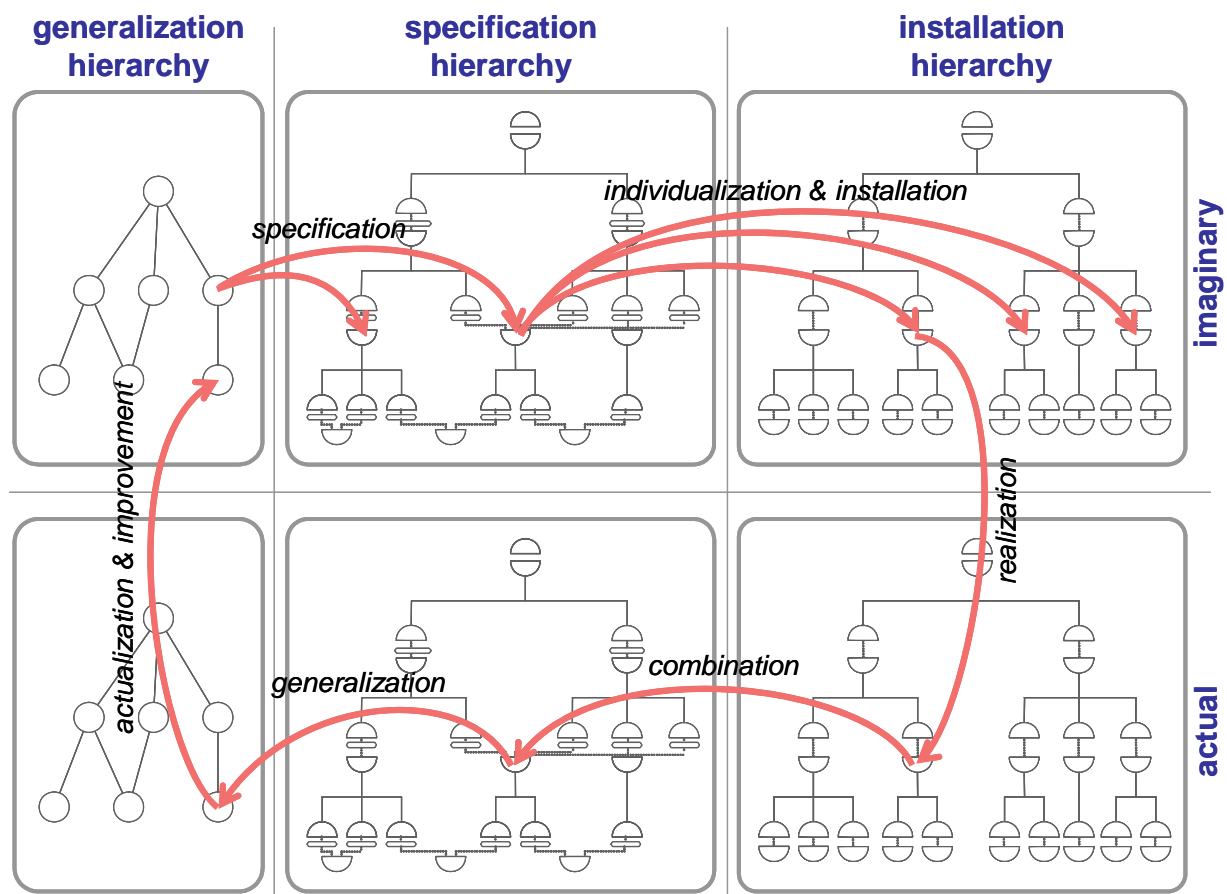 generalization
hierarchy
specification
hierarchy
installation
hierarchy
individualization & installation
specification
imaginary
actualization & improvement
realization
generalization
combination
actual